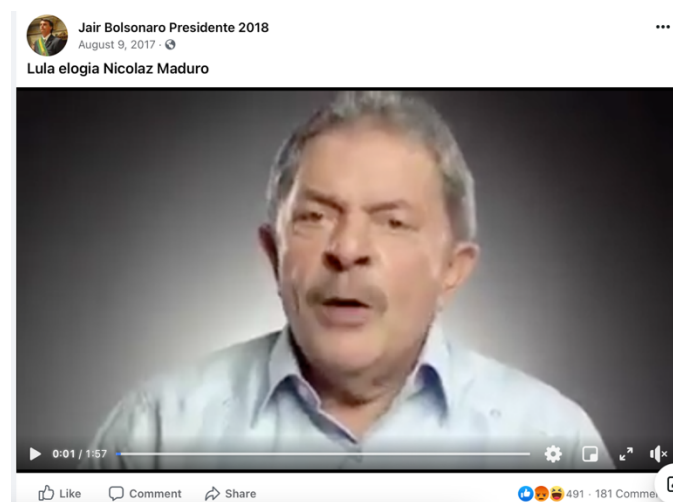 Jair Bolsonaro Presidente 2018
August 9, 2017 ·
Lula elogia Nicolaz Maduro
0:01 / 1:57
Like Comment Share 491 · 181 Comme